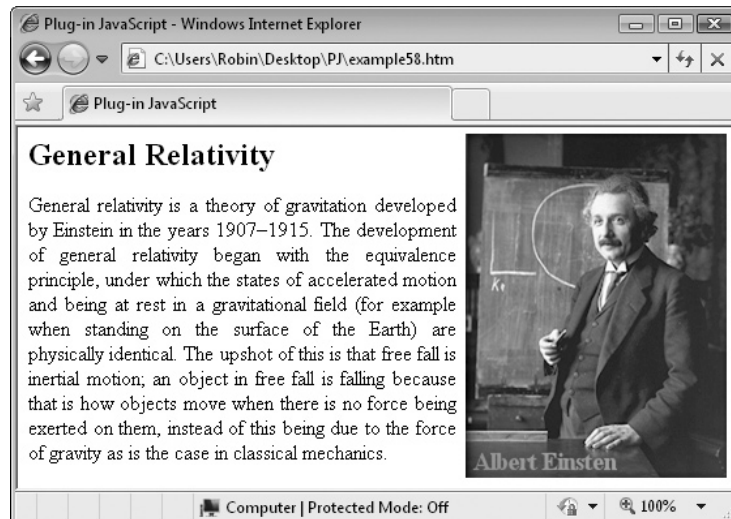 Plug-in JavaScript - Windows Internet Explorer
C:\Users\Robin\Desktop\PJ\example58.htm
Plug-in JavaScript
General Relativity
General relativity is a theory of gravitation developed
by Einstein in the years 1907–1915. The development
of general relativity began with the equivalence
principle, under which the states of accelerated motion
and being at rest in a gravitational field (for example
when standing on the surface of the Earth) are
physically identical. The upshot of this is that free fall is
inertial motion; an object in free fall is falling because
that is how objects move when there is no force being
exerted on them, instead of this being due to the force
of gravity as is the case in classical mechanics.
Albert Einsten
Computer | Protected Mode: Off
100%